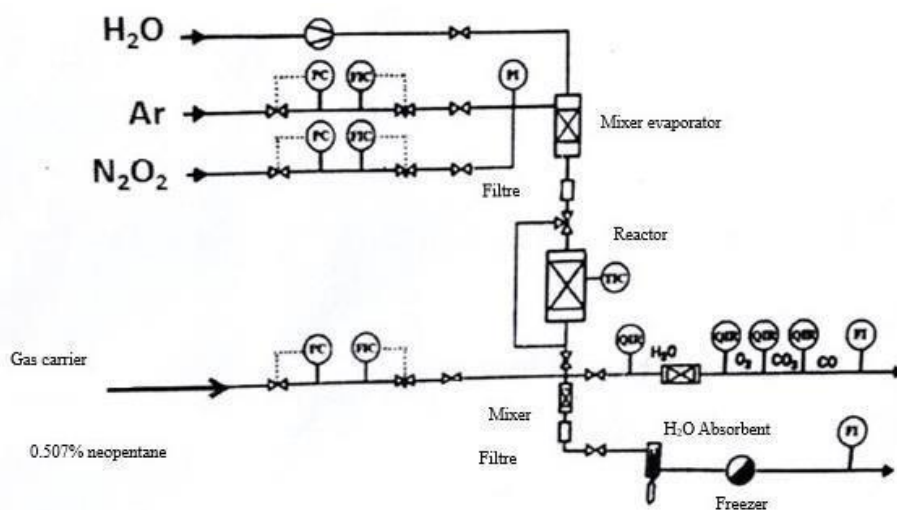 H₂O
PC
FIC
PI
Ar
Mixer evaporator
PC
FIC
N₂O₂
Filtre
Reactor
TIC
PC
FIC
QIR
H₂O
QIR
O₂
QIR
CO₂
QIR
CO
FI
Gas carrier
Mixer
H₂O Absorbent
FI
0.507% neopentane
Filtre
Freezer